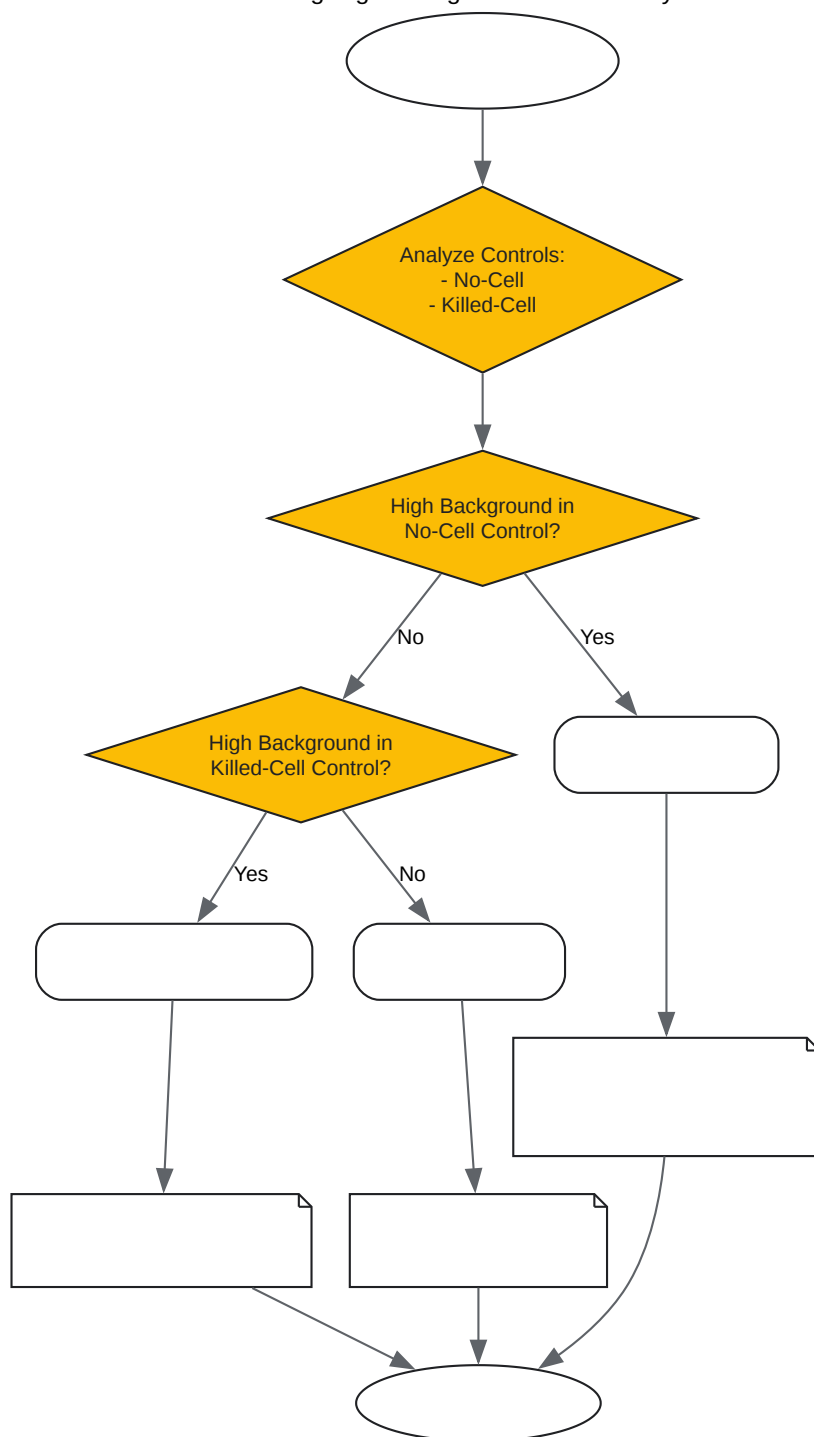 Analyze Controls:
- No-Cell
- Killed-Cell
High Background in
No-Cell Control?
No
Yes
High Background in
Killed-Cell Control?
Yes
No